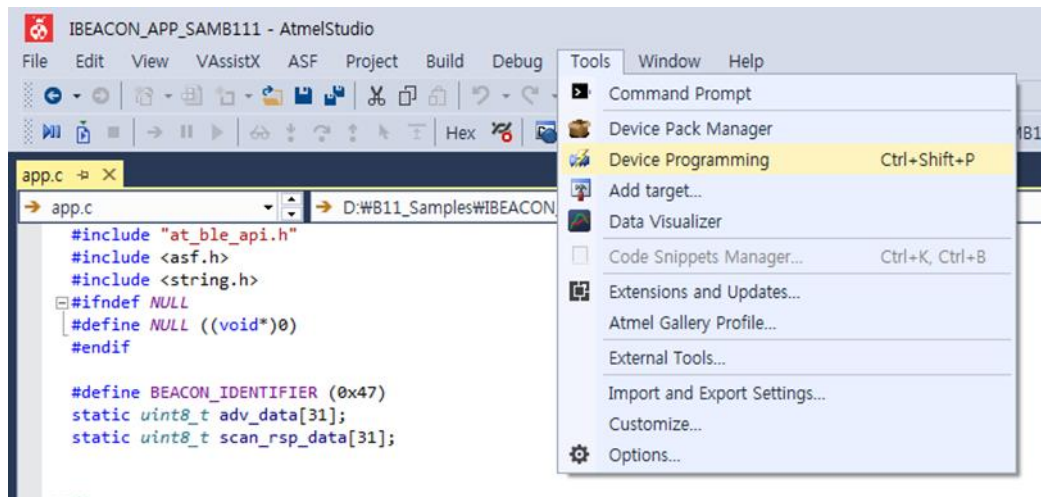 IBEACON_APP_SAMB111 - AtmelStudio
File Edit View VAssistX ASF Project Build Debug Tools Window Help
Hex
app.c
app.c D:₩B11_Samples₩IBEACON_
#include "at_ble_api.h"
#include <asf.h>
#include <string.h>
#ifndef NULL
#define NULL ((void*)0)
#endif
#define BEACON_IDENTIFIER (0x47)
static uint8_t adv_data[31];
static uint8_t scan_rsp_data[31];
Command Prompt
Device Pack Manager
Device Programming Ctrl+Shift+P
Add target...
Data Visualizer
Code Snippets Manager... Ctrl+K, Ctrl+B
Extensions and Updates...
Atmel Gallery Profile...
External Tools...
Import and Export Settings...
Customize...
Options...